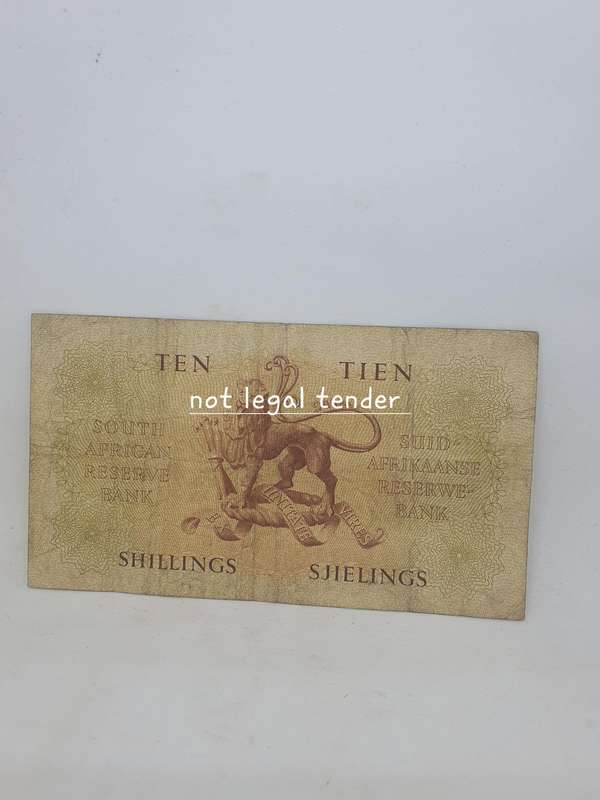 TEN TIEN
not legal tender
SOUTH
AFRICAN
RESERVE
BANK
SUID-
AFRIKAANSE
RESERWE-
BANK
EX UNITATE VIRES
SHILLINGS SJIELINGS